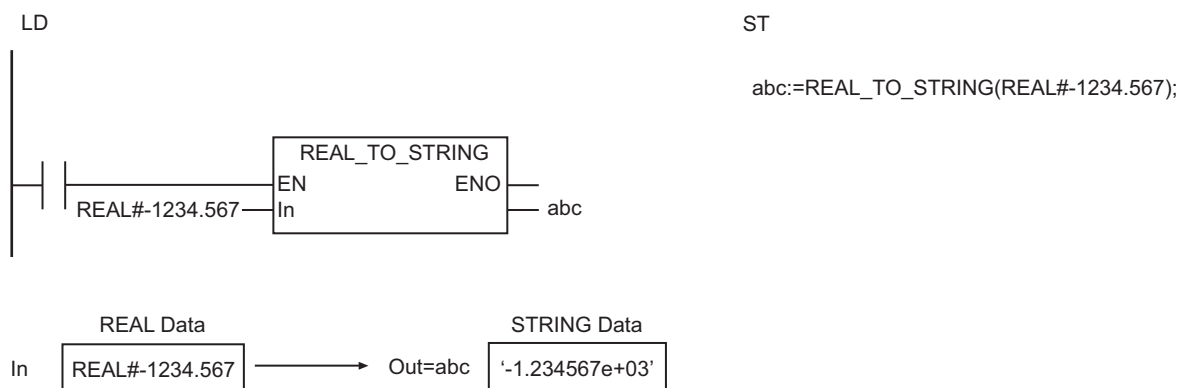 LD
ST
abc:=REAL_TO_STRING(REAL#-1234.567);
REAL_TO_STRING
EN ENO
REAL#-1234.567 In abc
REAL Data STRING Data
In REAL#-1234.567 Out=abc ‘-1.234567e+03’